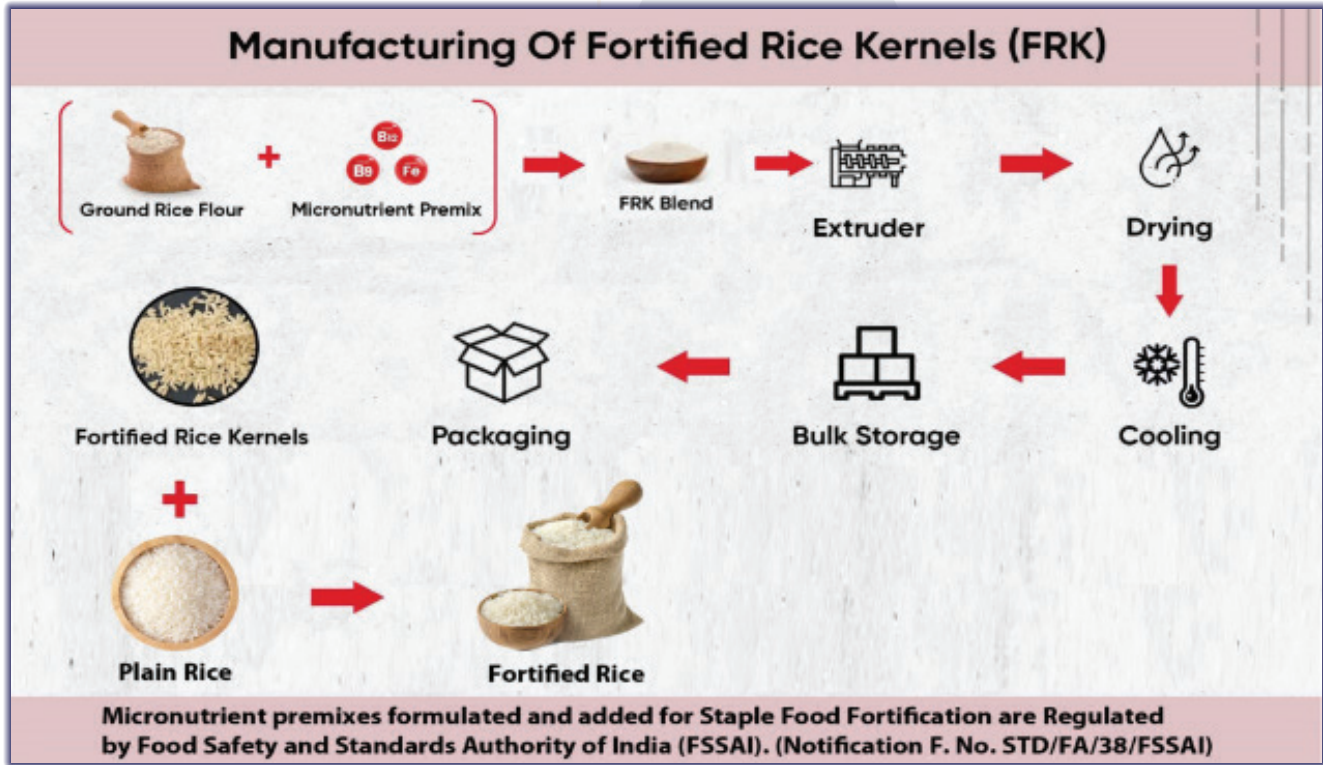 Manufacturing Of Fortified Rice Kernels (FRK)
B12
B9
Fe
+
Ground Rice Flour
Micronutrient Premix
FRK Blend
Extruder
Drying
Fortified Rice Kernels
Packaging
Bulk Storage
Cooling
+
Plain Rice
Fortified Rice
Micronutrient premixes formulated and added for Staple Food Fortification are Regulated
by Food Safety and Standards Authority of India (FSSAI). (Notification F. No. STD/FA/38/FSSAI)